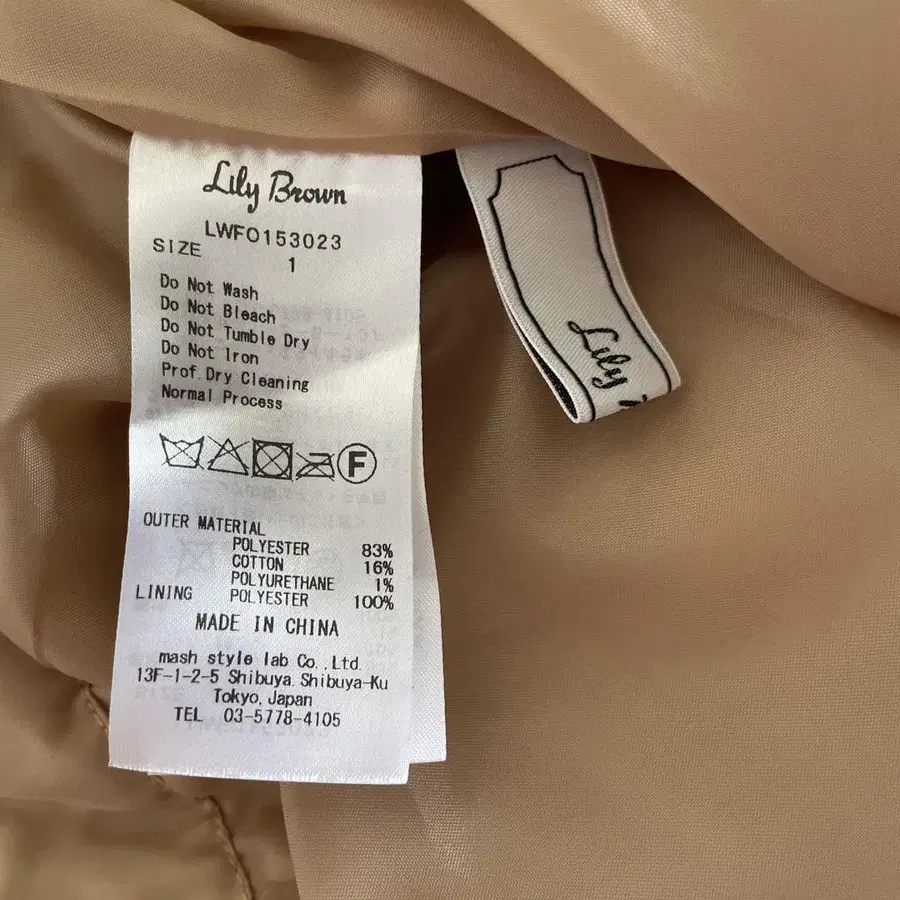 Lily Brown
LWFO153023
SIZE 1
Do Not Wash
Do Not Bleach
Do Not Tumble Dry
Do Not Iron
Prof.Dry Cleaning
Normal Process
F
OUTER MATERIAL
POLYESTER 83%
COTTON 16%
POLYURETHANE 1%
LINING POLYESTER 100%
MADE IN CHINA
mash style lab Co.,Ltd.
13F-1-2-5 Shibuya.Shibuya-Ku
Tokyo,Japan
TEL 03-5778-4105
Lily